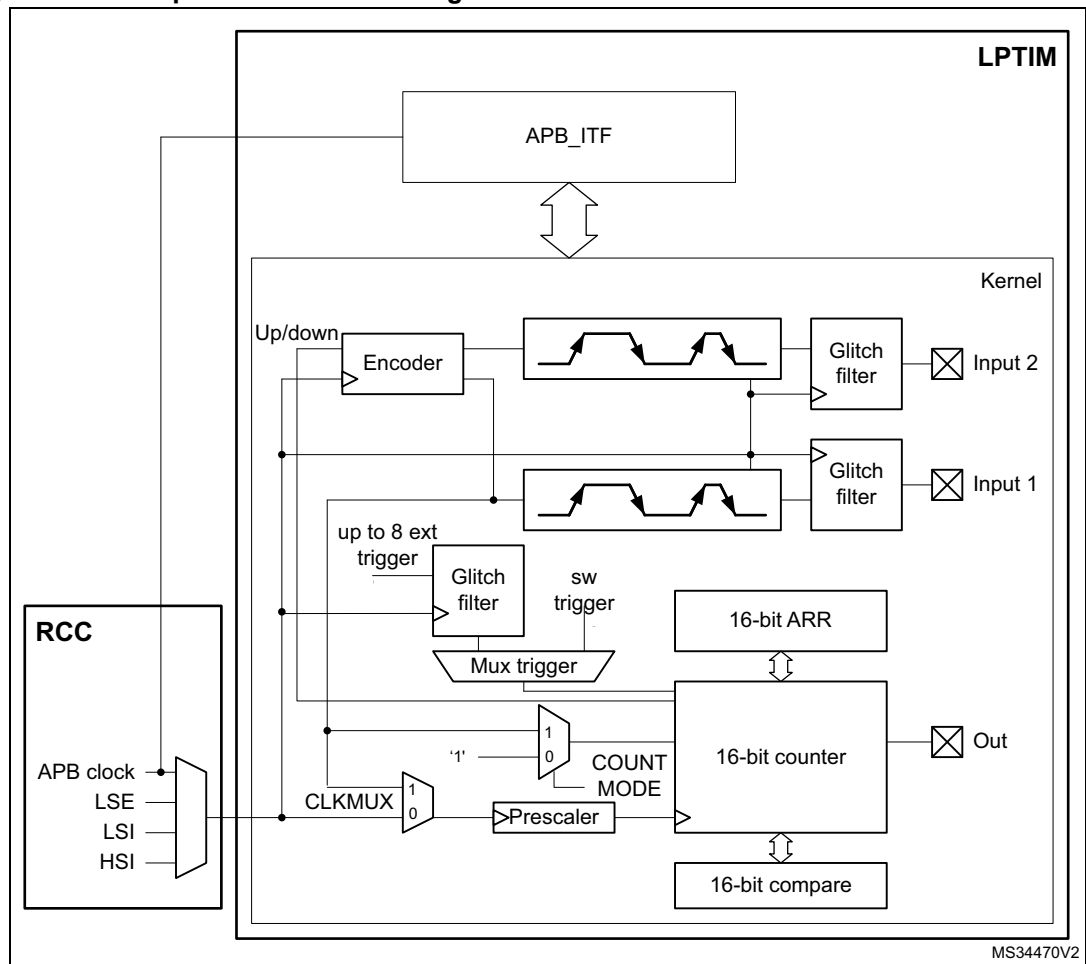 LPTIM
APB_ITF
Kernel
Up/down
Encoder
Glitch
filter
Input 2
Glitch
filter
Input 1
up to 8 ext
trigger
Glitch
filter
sw
trigger
Mux trigger
16-bit ARR
RCC
1
0
'1'
COUNT
MODE
16-bit counter
Out
APB clock
LSE
LSI
HSI
CLKMUX
1
0
Prescaler
16-bit compare
MS34470V2